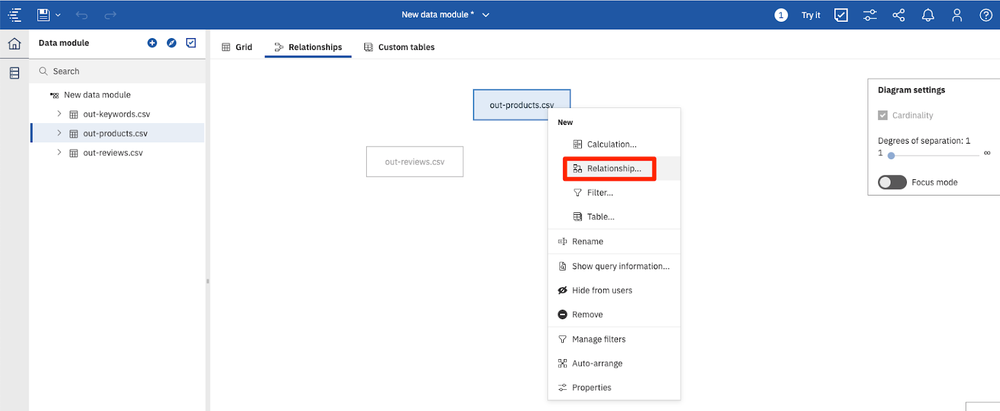 New data module *
1 Try it
Data module
Grid
Relationships
Custom tables
Search
New data module
out-keywords.csv
out-products.csv
out-reviews.csv
out-products.csv
out-reviews.csv
New
Calculation...
Relationship...
Filter...
Table...
Rename
Show query information...
Hide from users
Remove
Manage filters
Auto-arrange
Properties
Diagram settings
Cardinality
Degrees of separation: 1
1 ∞
Focus mode